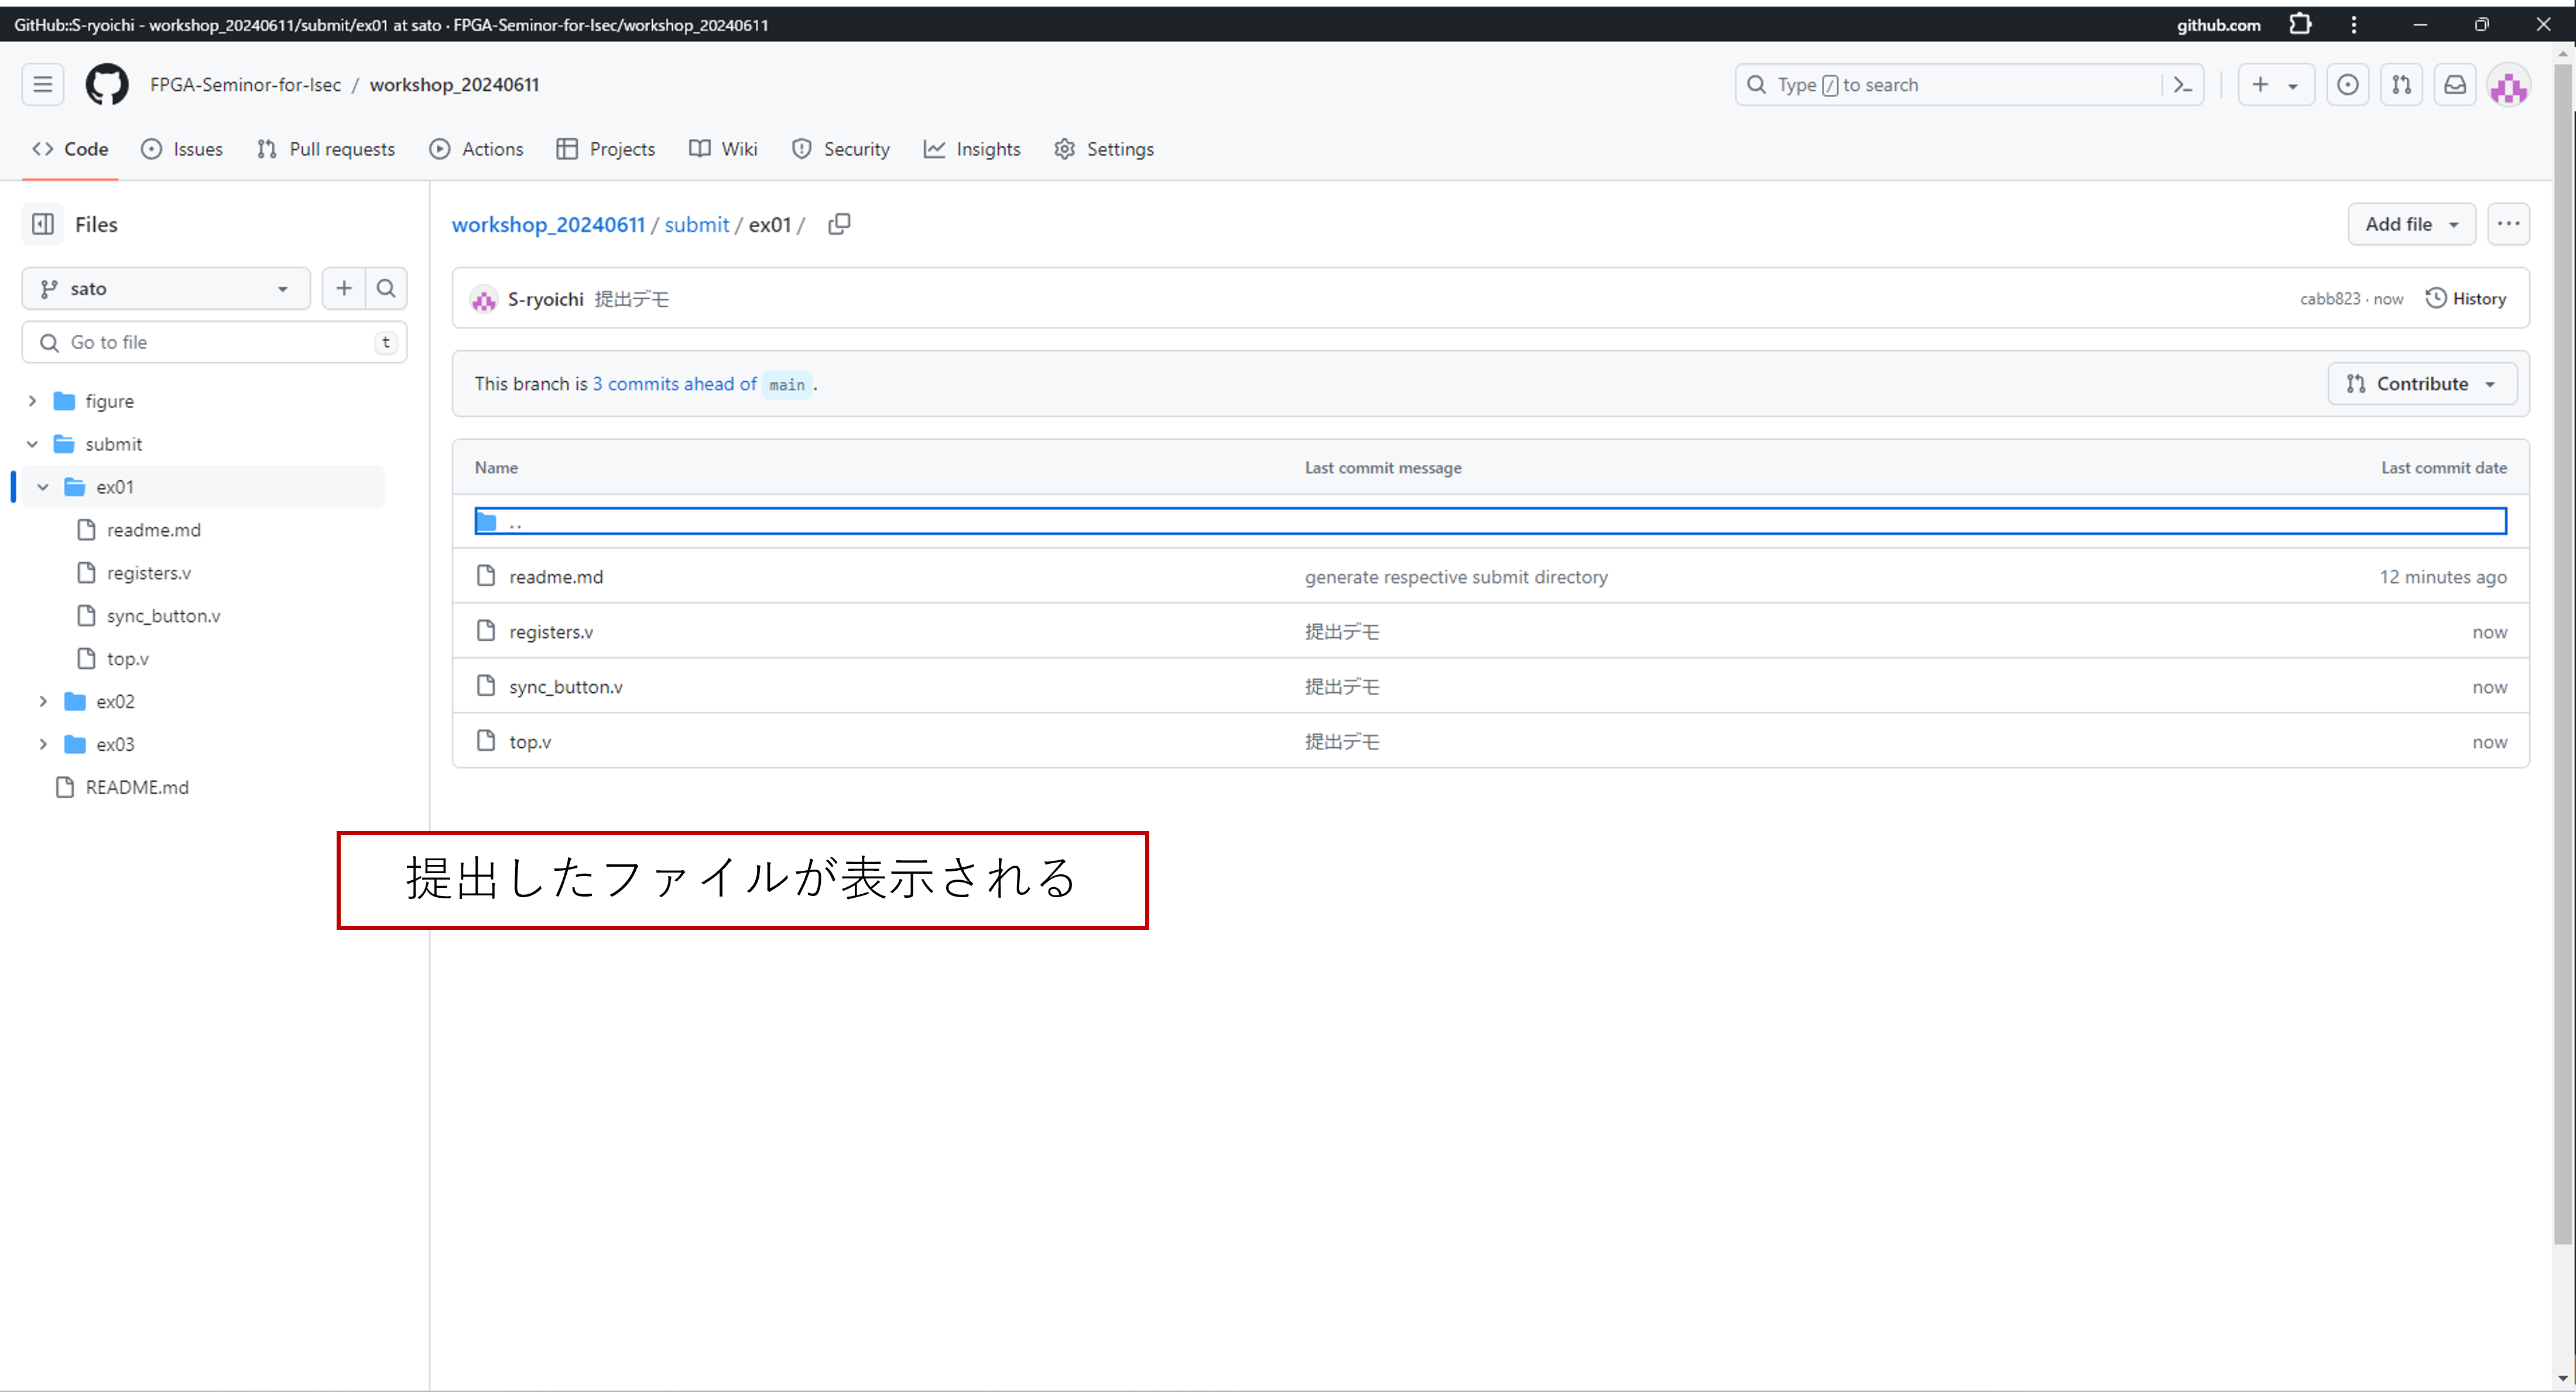 GitHub::S-ryoichi - workshop_20240611/submit/ex01 at sato · FPGA-Seminor-for-Isec/workshop_20240611
github.com
FPGA-Seminor-for-Isec / workshop_20240611
Type / to search
Code Issues Pull requests Actions Projects Wiki Security Insights Settings
Files
sato
Go to file t
figure
submit
ex01
readme.md
registers.v
sync_button.v
top.v
ex02
ex03
README.md
workshop_20240611 / submit / ex01 /
Add file
S-ryoichi 提出デモ
cabb823 · now History
This branch is 3 commits ahead of main .
Contribute
Name Last commit message Last commit date
..
readme.md generate respective submit directory 12 minutes ago
registers.v 提出デモ now
sync_button.v 提出デモ now
top.v 提出デモ now
提出したファイルが表示される